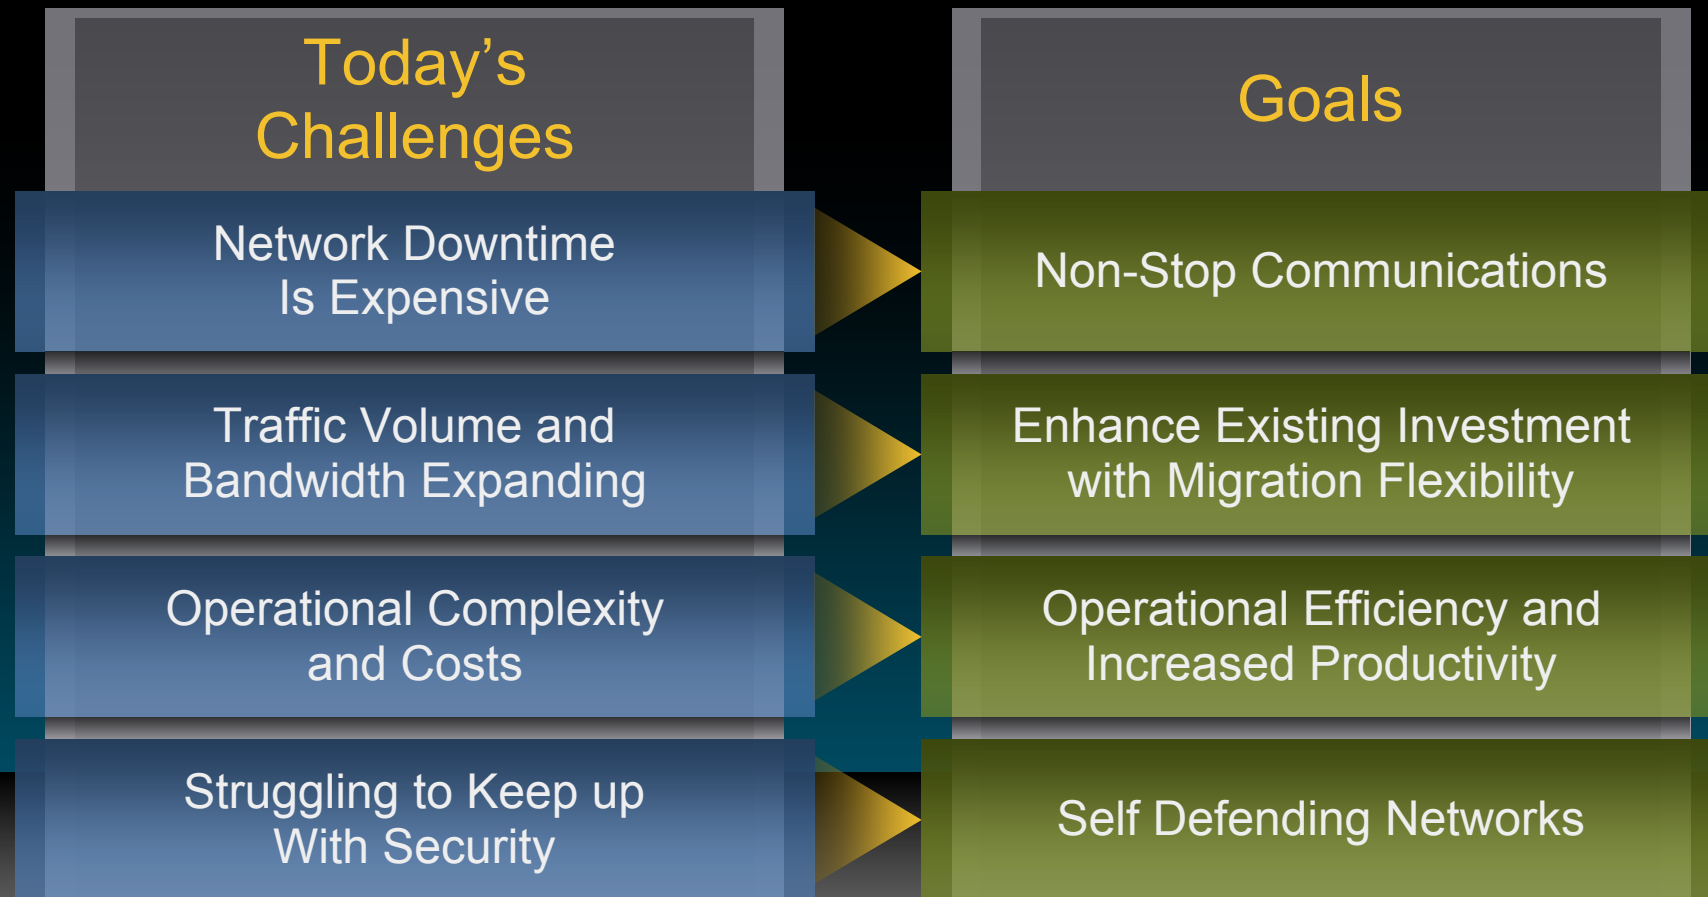 Today’s
Challenges
Goals
Network Downtime
Is Expensive
Non-Stop Communications
Traffic Volume and
Bandwidth Expanding
Enhance Existing Investment
with Migration Flexibility
Operational Complexity
and Costs
Operational Efficiency and
Increased Productivity
Struggling to Keep up
With Security
Self Defending Networks